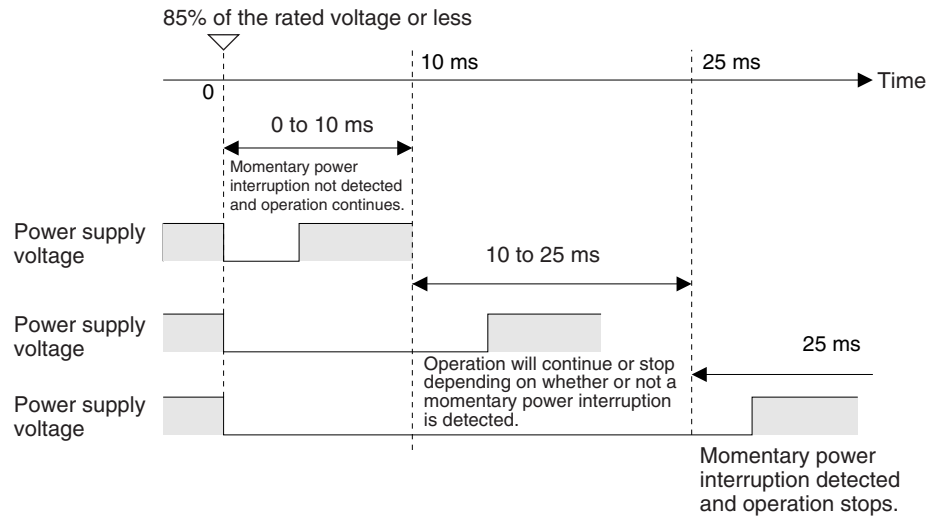 85% of the rated voltage or less
10 ms
25 ms
Time
0
0 to 10 ms
Momentary power
interruption not detected
and operation continues.
Power supply
voltage
10 to 25 ms
Power supply
voltage
25 ms
Operation will continue or stop
depending on whether or not a
momentary power interruption
is detected.
Power supply
voltage
Momentary power
interruption detected
and operation stops.